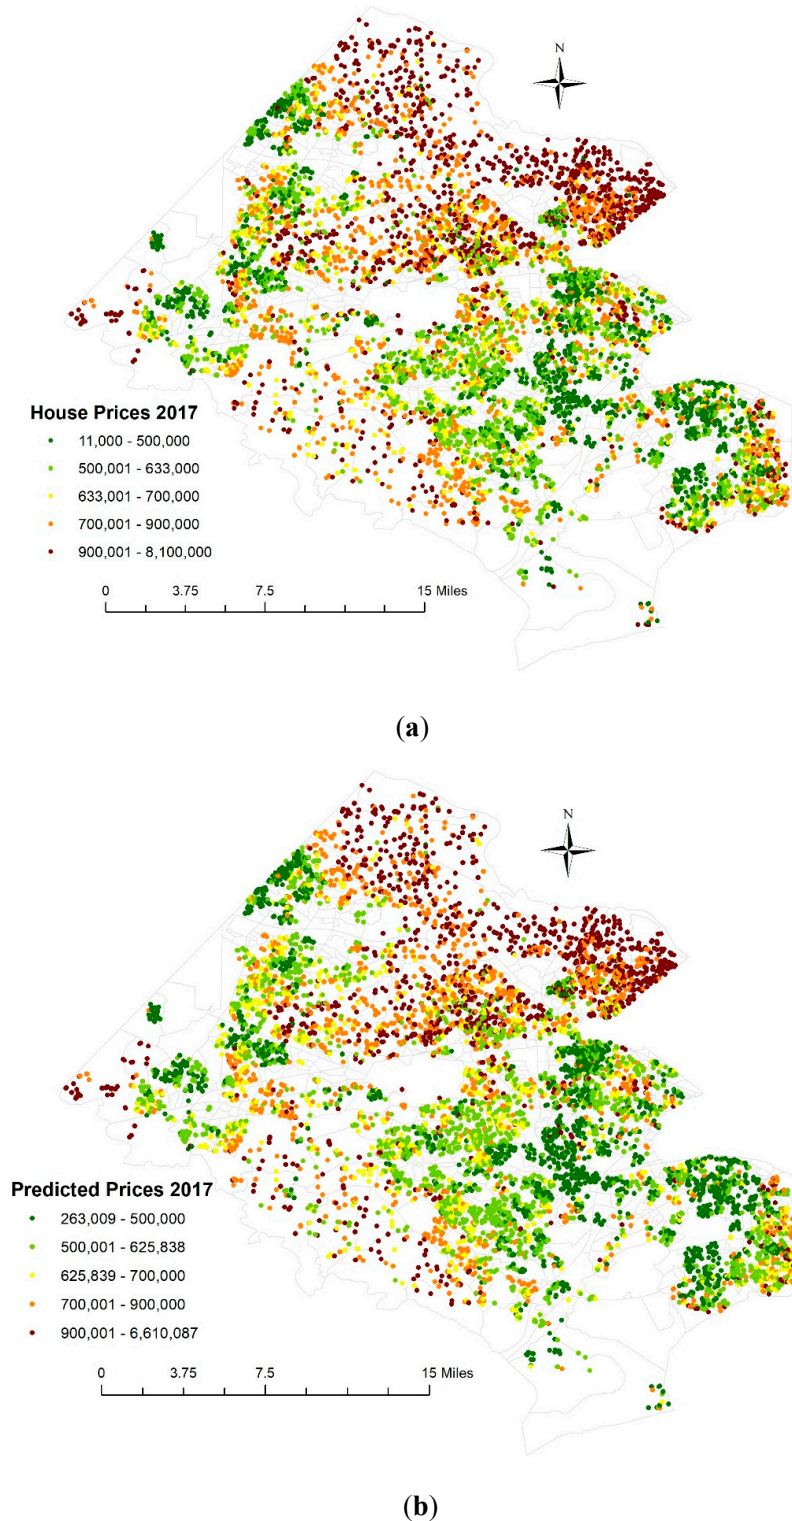 N
House Prices 2017
11,000 - 500,000
500,001 - 633,000
633,001 - 700,000
700,001 - 900,000
900,001 - 8,100,000
0 3.75 7.5 15 Miles
(a)
N
Predicted Prices 2017
263,009 - 500,000
500,001 - 625,838
625,839 - 700,000
700,001 - 900,000
900,001 - 6,610,087
0 3.75 7.5 15 Miles
(b)